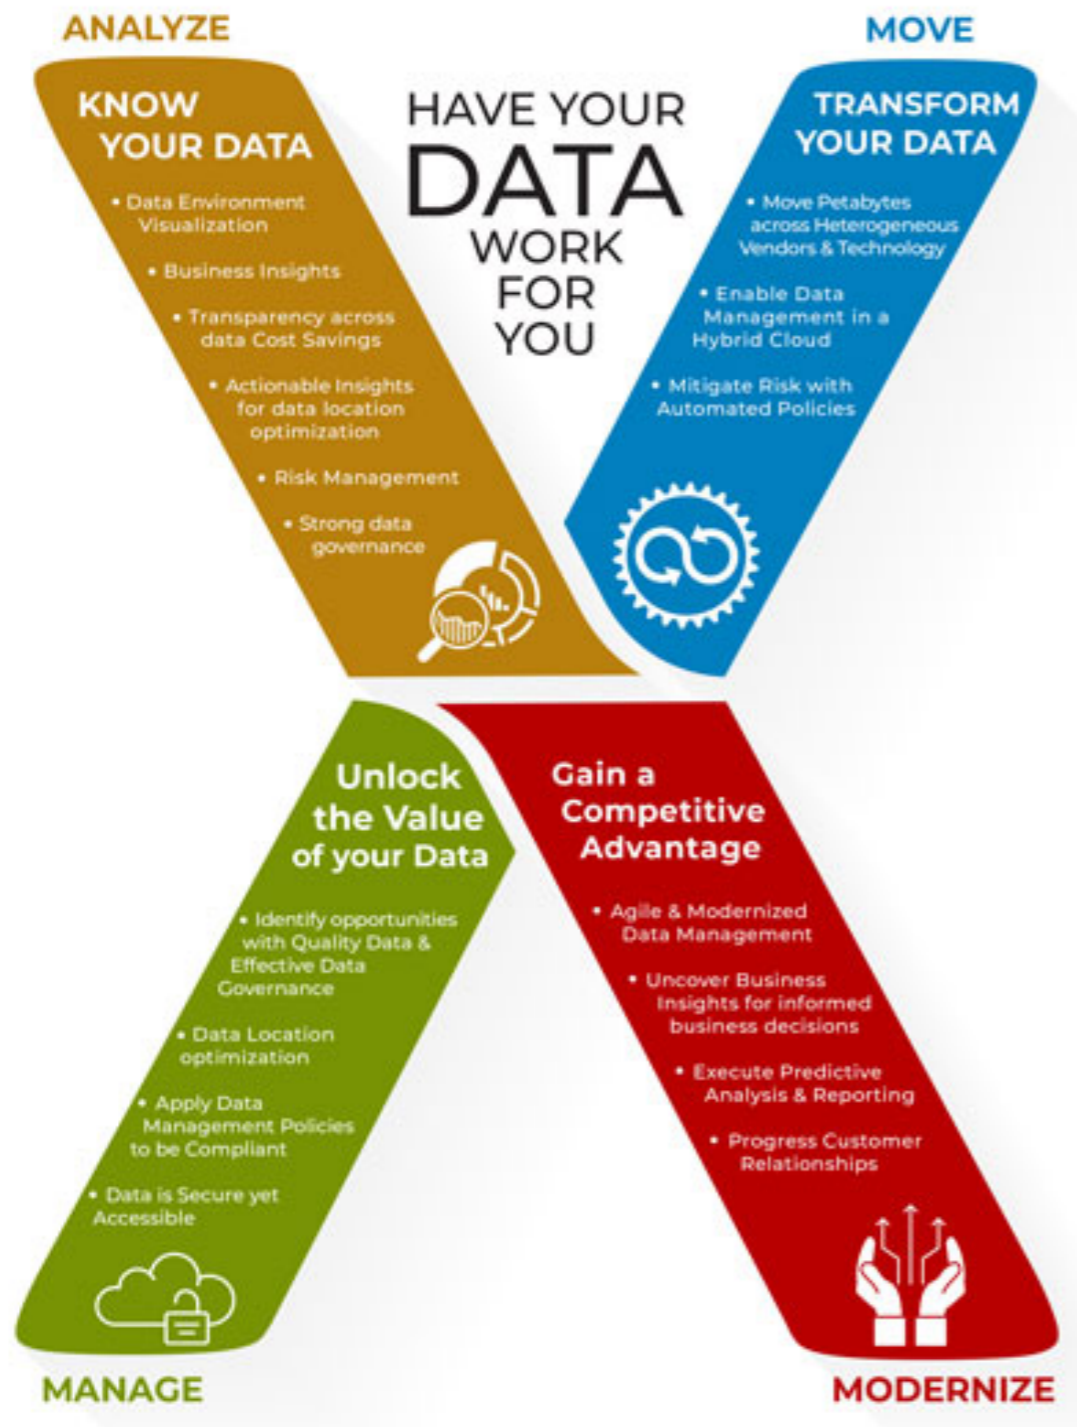 ANALYZE
KNOW
YOUR DATA
• Data Environment
Visualization
• Business Insights
• Transparency across
data Cost Savings
• Actionable Insights
for data location
optimization
• Risk Management
• Strong data
governance
HAVE YOUR
DATA
WORK
FOR
YOU
MOVE
TRANSFORM
YOUR DATA
• Move Petabytes
across Heterogeneous
Vendors & Technology
• Enable Data
Management in a
Hybrid Cloud
• Mitigate Risk with
Automated Policies
Unlock
the Value
of your Data
• Identify opportunities
with Quality Data &
Effective Data
Governance
• Data Location
optimization
• Apply Data
Management Policies
to be Compliant
• Data is Secure yet
Accessible
MANAGE
Gain a
Competitive
Advantage
• Agile & Modernized
Data Management
• Uncover Business
Insights for informed
business decisions
• Execute Predictive
Analysis & Reporting
• Progress Customer
Relationships
MODERNIZE